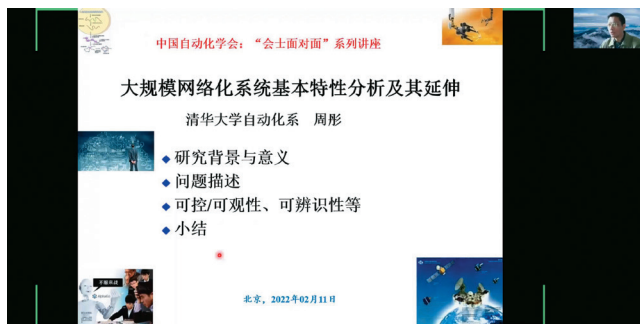 中国自动化学会：“会士面对面”系列讲座
大规模网络化系统基本特性分析及其延伸
清华大学自动化系 周彤
研究背景与意义
问题描述
可控/可观性、可辨识性等
小结
北京，2022年02月11日